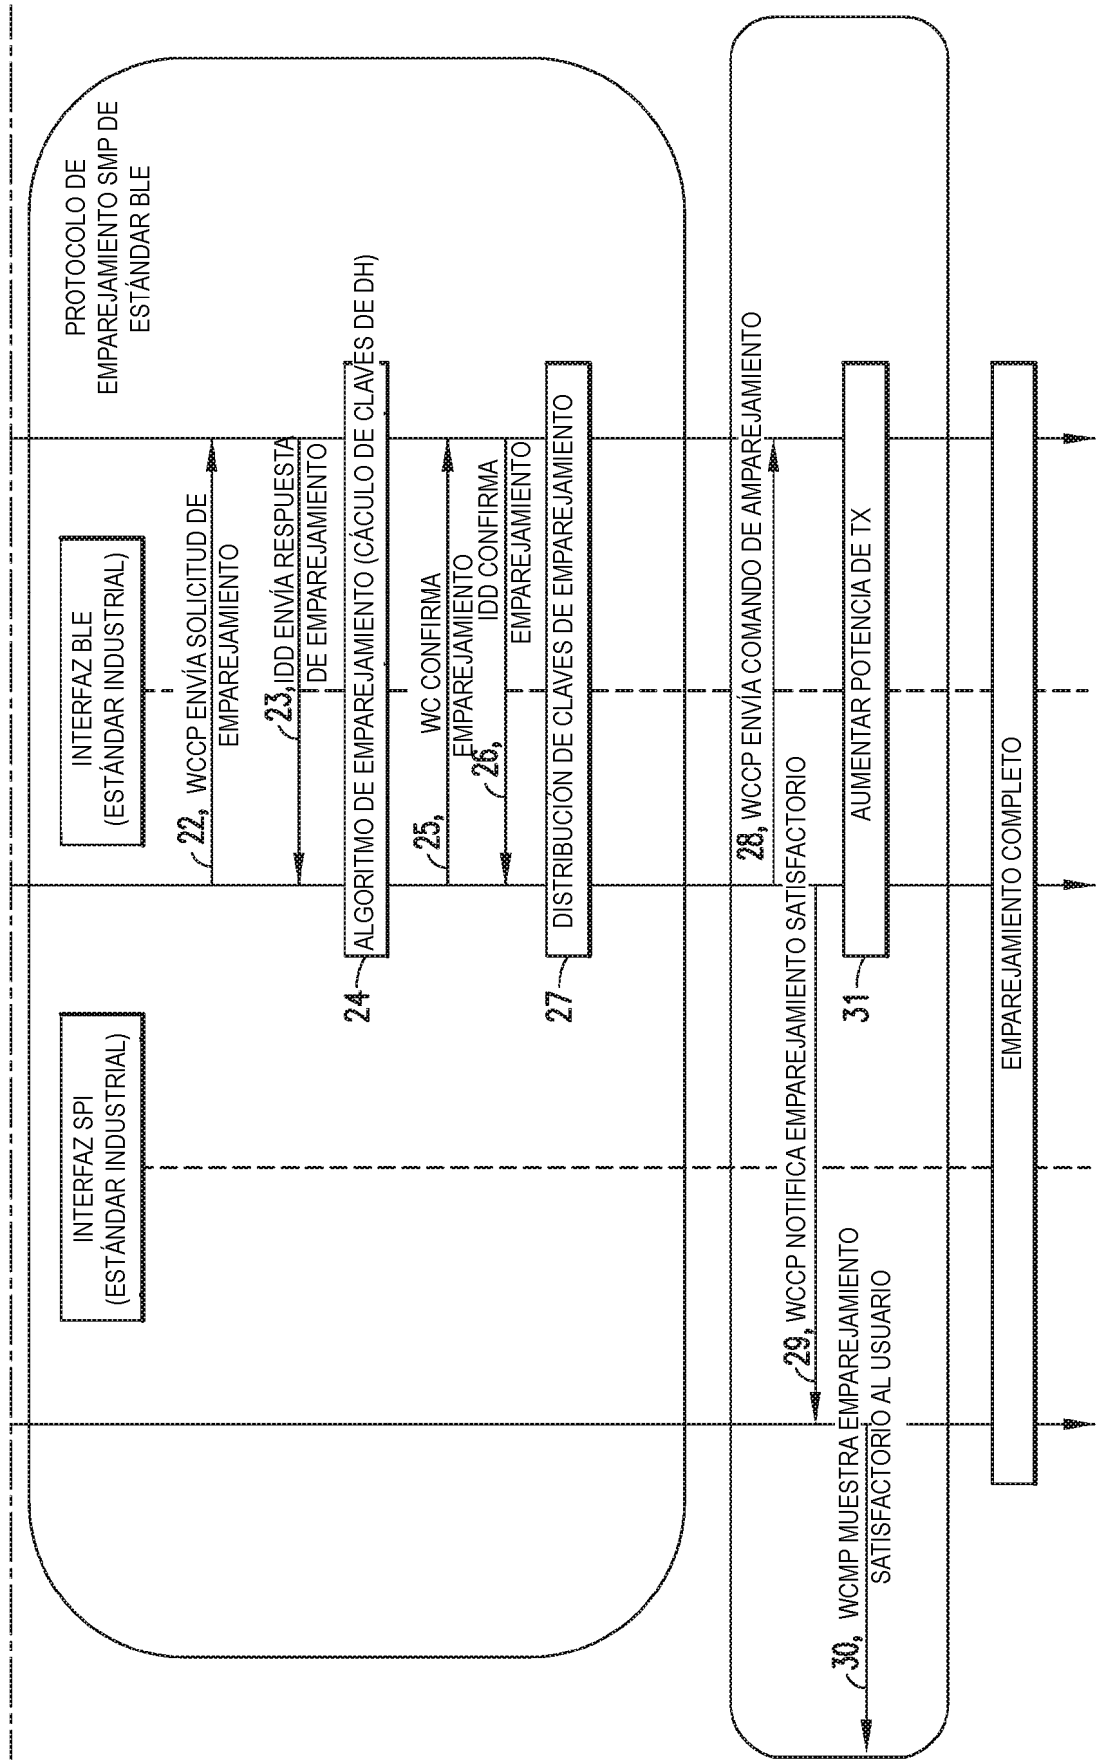 PROTOCOLO DE
EMPAREJAMIENTO SMP DE
ESTÁNDAR BLE
INTERFAZ SPI
(ESTÁNDAR INDUSTRIAL)
INTERFAZ BLE
(ESTÁNDAR INDUSTRIAL)
22, WCCP ENVÍA SOLICITUD DE
EMPAREJAMIENTO
23, IDD ENVÍA RESPUESTA
DE EMPAREJAMIENTO
24
ALGORITMO DE EMPAREJAMIENTO (CÁCULO DE CLAVES DE DH)
25, WC CONFIRMA
EMPAREJAMIENTO
26, IDD CONFIRMA
EMPAREJAMIENTO
27
DISTRIBUCIÓN DE CLAVES DE EMPAREJAMIENTO
28, WCCP ENVÍA COMANDO DE AMPAREJAMIENTO
29, WCCP NOTIFICA EMPAREJAMIENTO SATISFACTORIO
30, WCMP MUESTRA EMPAREJAMIENTO
SATISFACTORIO AL USUARIO
31
AUMENTAR POTENCIA DE TX
EMPAREJAMIENTO COMPLETO